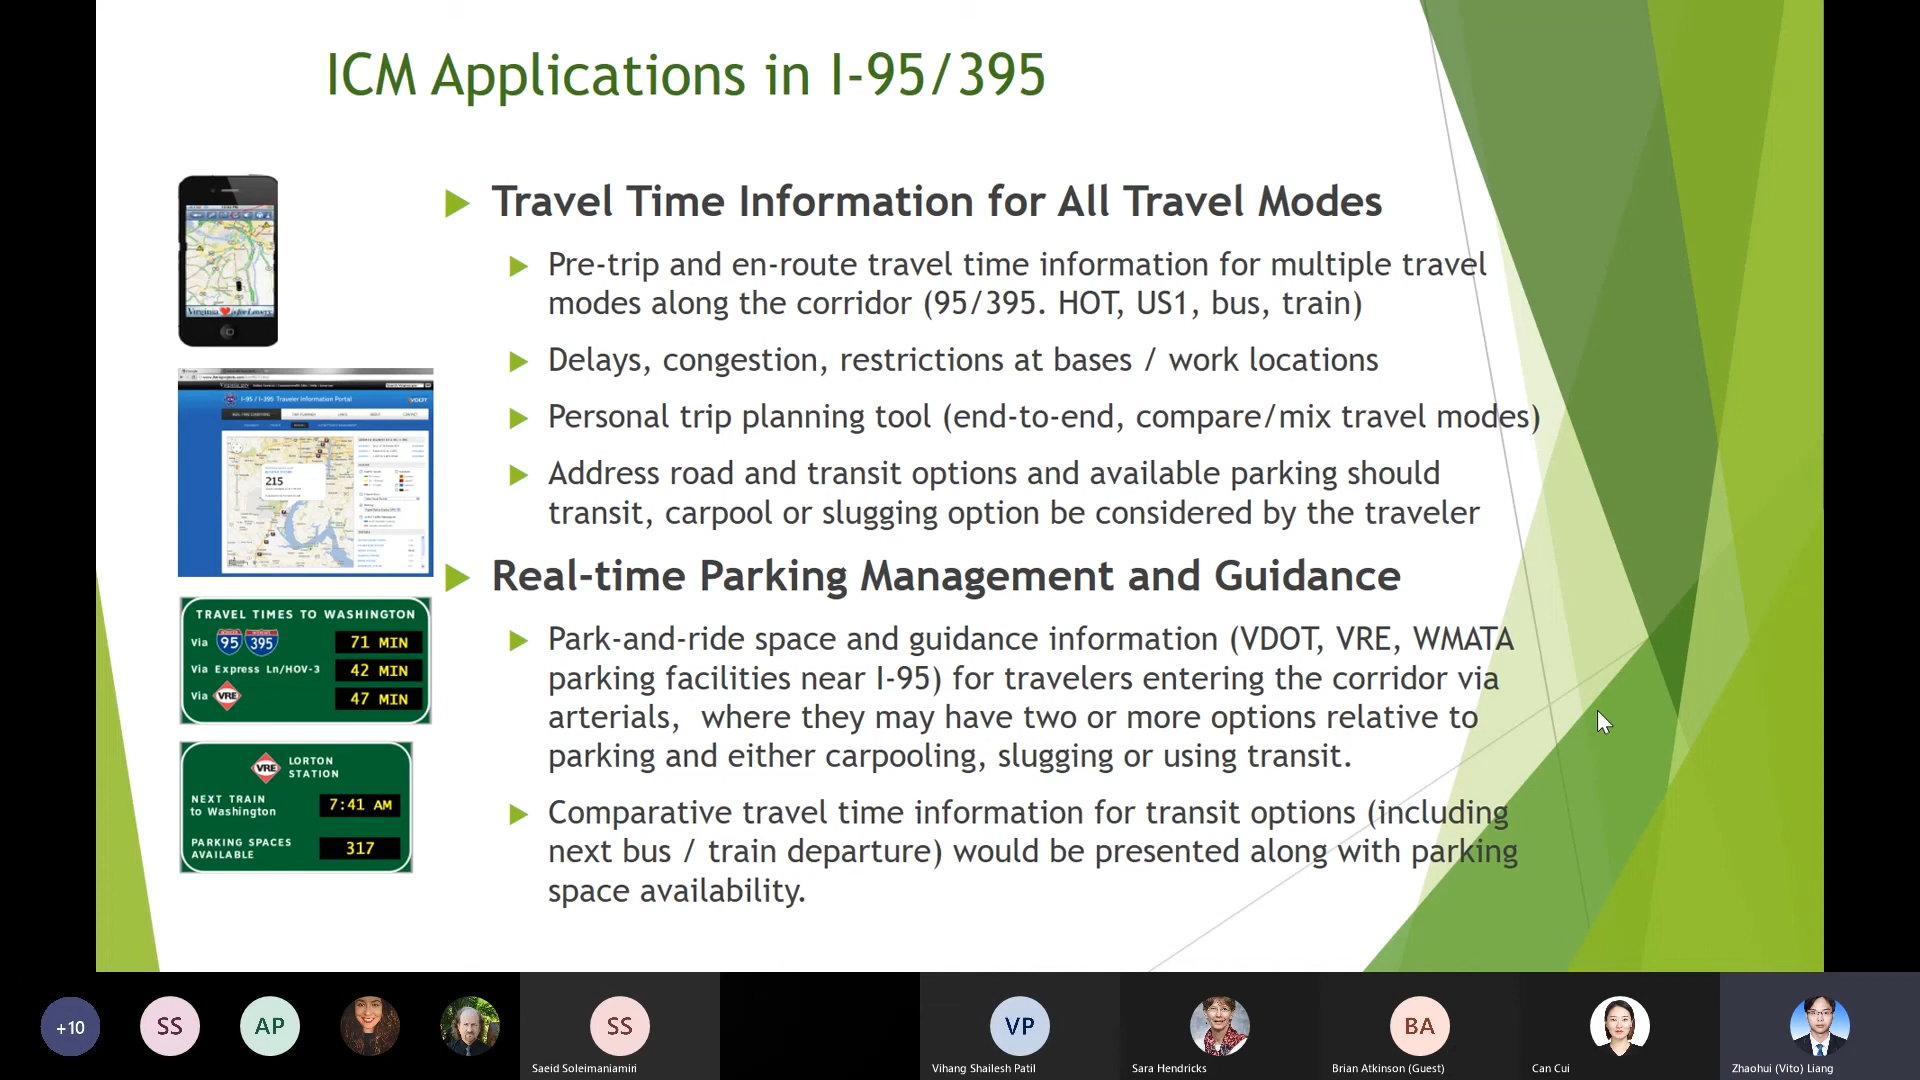 ICM Applications in I-95/395
Travel Time Information for All Travel Modes
Pre-trip and en-route travel time information for multiple travel
modes along the corridor (95/395. HOT, US1, bus, train)
Delays, congestion, restrictions at bases / work locations
Personal trip planning tool (end-to-end, compare/mix travel modes)
Address road and transit options and available parking should
transit, carpool or slugging option be considered by the traveler
Real-time Parking Management and Guidance
Park-and-ride space and guidance information (VDOT, VRE, WMATA
parking facilities near I-95) for travelers entering the corridor via
arterials,  where they may have two or more options relative to
parking and either carpooling, slugging or using transit.
Comparative travel time information for transit options (including
next bus / train departure) would be presented along with parking
space availability.
I-95 / I-395 Traveler Information Portal
VDOT
215
TRAVEL TIMES TO WASHINGTON
Via 95 395 71 MIN
Via Express Ln/HOV-3 42 MIN
Via VRE 47 MIN
VRE LORTON
STATION
NEXT TRAIN
to Washington 7:41 AM
PARKING SPACES
AVAILABLE 317
+10
SS
AP
SS
Saeid Soleimaniamiri
VP
Vihang Shailesh Patil
Sara Hendricks
BA
Brian Atkinson (Guest)
Can Cui
Zhaohui (Vito) Liang